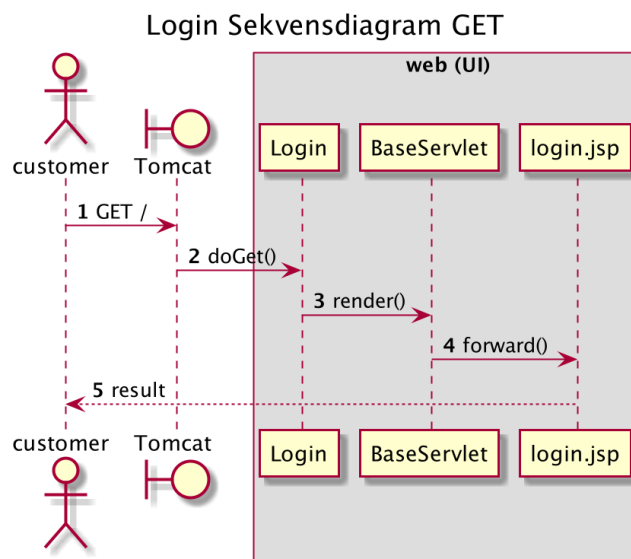 Login Sekvensdiagram GET
web (UI)
customer
Tomcat
Login
BaseServlet
login.jsp
1 GET /
2 doGet()
3 render()
4 forward()
5 result
customer
Tomcat
Login
BaseServlet
login.jsp